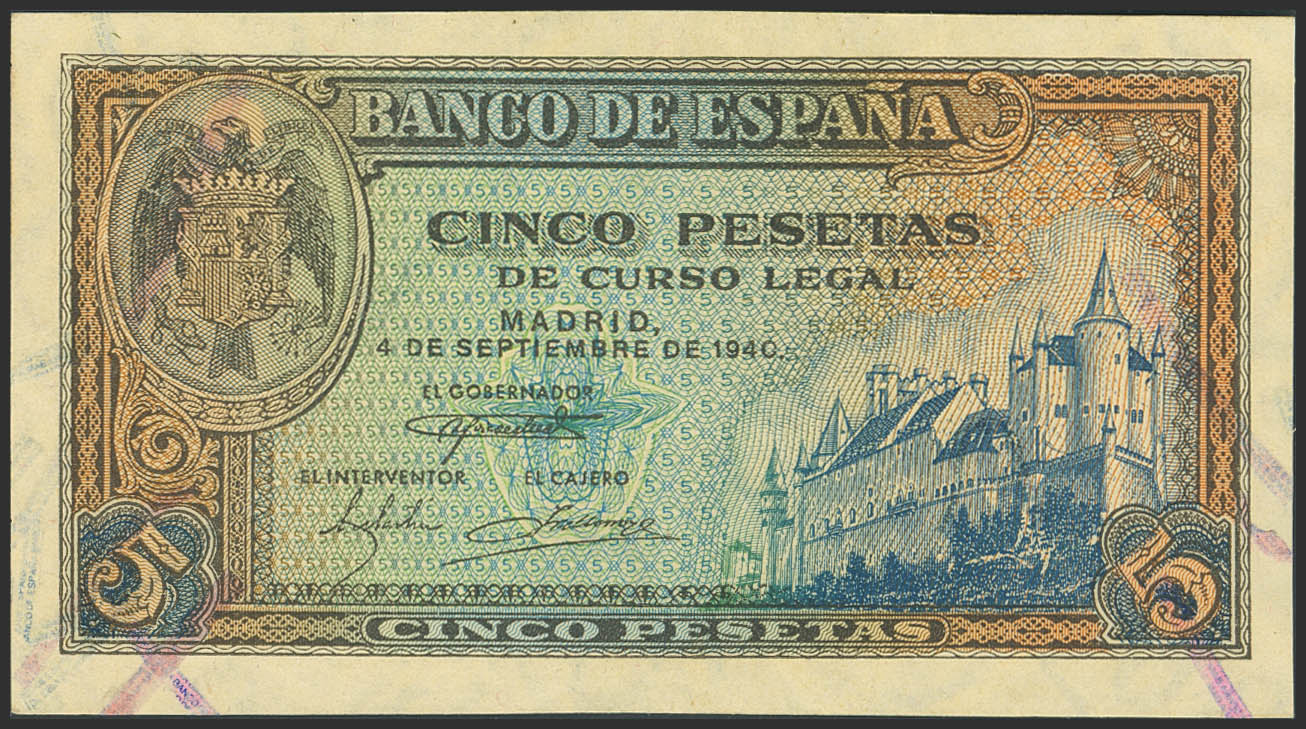 BANCO DE ESPAÑA
CINCO PESETAS
DE CURSO LEGAL
MADRID,
4 DE SEPTIEMBRE DE 1940.
EL GOBERNADOR
EL INTERVENTOR EL CAJERO
5 5
CINCO PESETAS